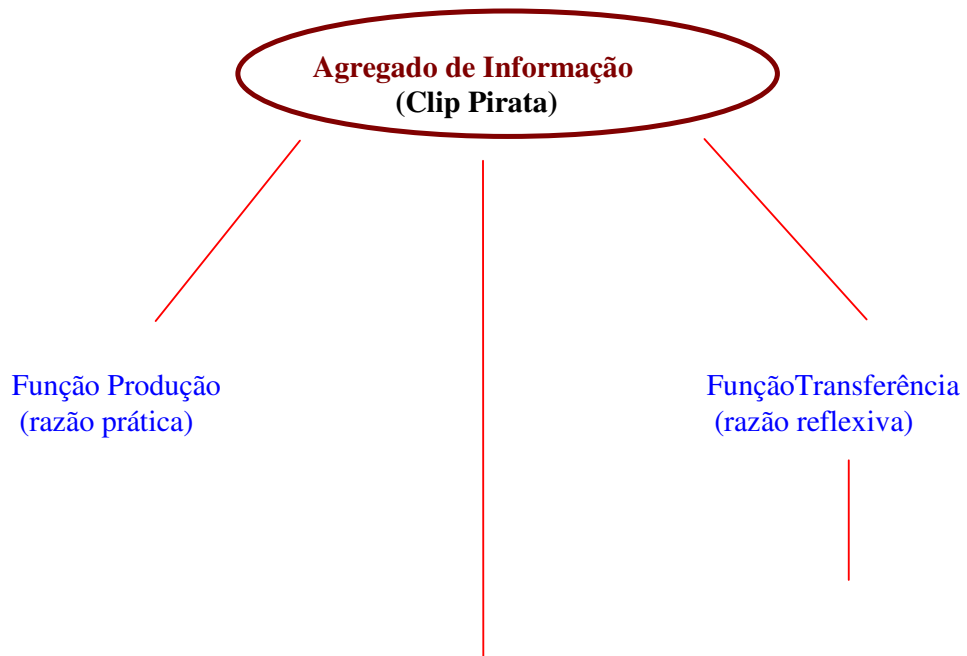 Agregado de Informação
(Clip Pirata)
Função Produção
(razão prática)
FunçãoTransferência
(razão reflexiva)